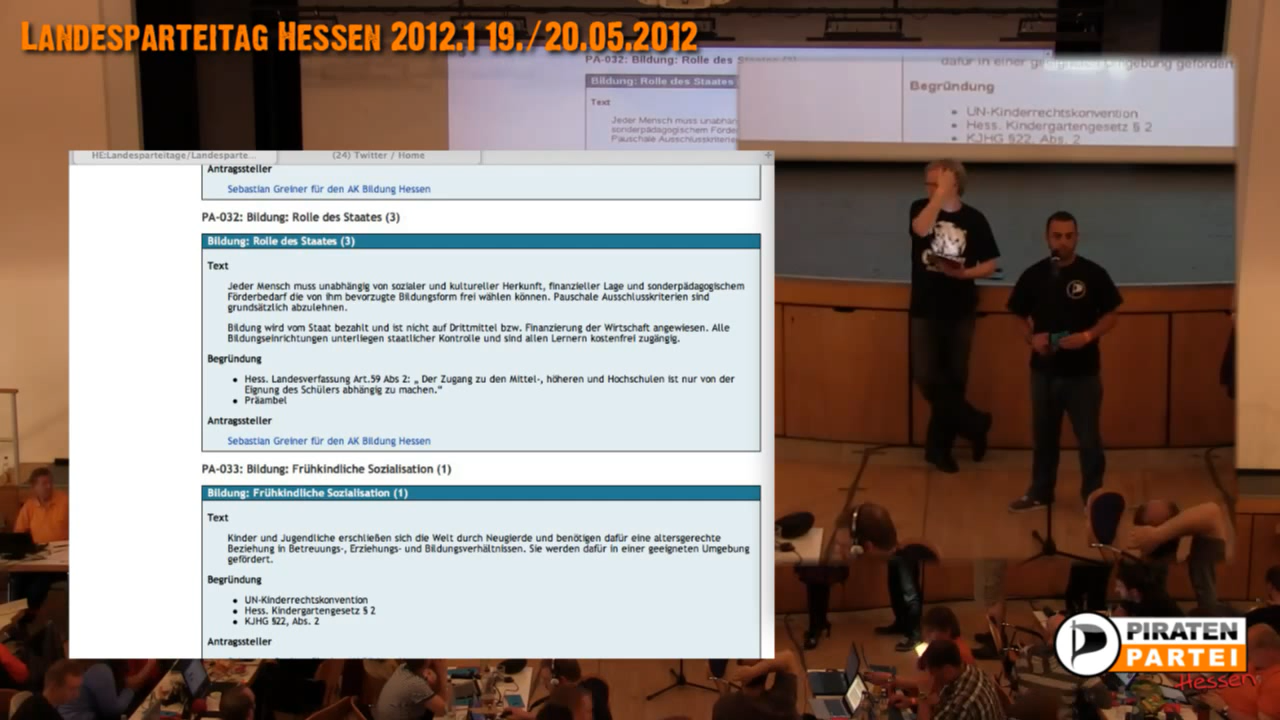 LANDESPARTEITAG HESSEN 2012.1 19./20.05.2012
PA-032: Bildung: Rolle des
Bildung: Rolle des Staates
Text
Jeder Mensch muss unabhän
sonderpädagogischem Förde
Pauschale Ausschlusskriterien
dafür in einer geeigneten Umgebung gefördert
Begründung
• UN-Kinderrechtskonvention
• Hess. Kindergartengesetz § 2
• KJHG §22, Abs. 2
HE:Landesparteitage/Landesparte...
(24) Twitter / Home
+
Antragssteller
Sebastian Greiner für den AK Bildung Hessen
PA-032: Bildung: Rolle des Staates (3)
Bildung: Rolle des Staates (3)
Text
Jeder Mensch muss unabhängig von sozialer und kultureller Herkunft, finanzieller Lage und sonderpädagogischem
Förderbedarf die von ihm bevorzugte Bildungsform frei wählen können. Pauschale Ausschlusskriterien sind
grundsätzlich abzulehnen.
Bildung wird vom Staat bezahlt und ist nicht auf Drittmittel bzw. Finanzierung der Wirtschaft angewiesen. Alle
Bildungseinrichtungen unterliegen staatlicher Kontrolle und sind allen Lernern kostenfrei zugängig.
Begründung
• Hess. Landesverfassung Art.59 Abs 2: „ Der Zugang zu den Mittel-, höheren und Hochschulen ist nur von der
Eignung des Schülers abhängig zu machen.“
• Präambel
Antragssteller
Sebastian Greiner für den AK Bildung Hessen
PA-033: Bildung: Frühkindliche Sozialisation (1)
Bildung: Frühkindliche Sozialisation (1)
Text
Kinder und Jugendliche erschließen sich die Welt durch Neugierde und benötigen dafür eine altersgerechte
Beziehung in Betreuungs-, Erziehungs- und Bildungsverhältnissen. Sie werden dafür in einer geeigneten Umgebung
gefördert.
Begründung
• UN-Kinderrechtskonvention
• Hess. Kindergartengesetz § 2
• KJHG §22, Abs. 2
Antragssteller
PIRATEN
PARTEI
Hessen